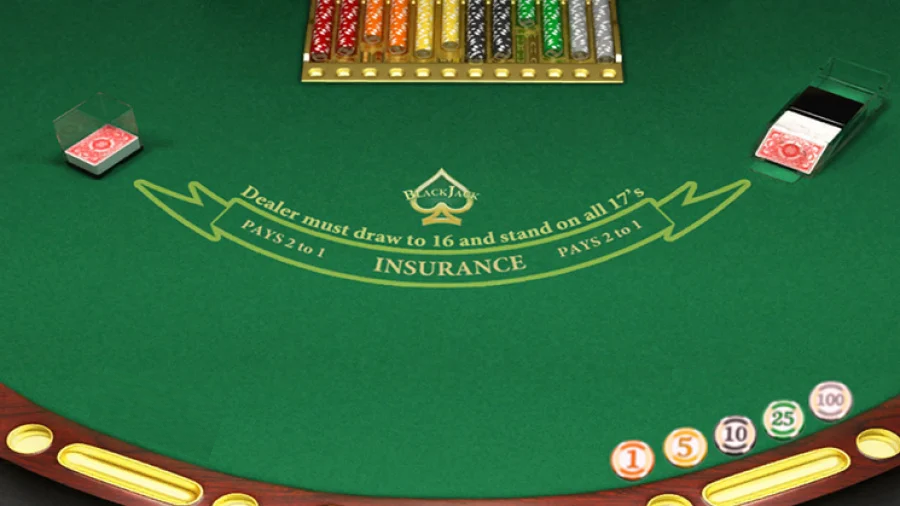 BLACKJACK
Dealer must draw to 16 and stand on all 17's
PAYS 2 to 1 INSURANCE PAYS 2 to 1
1 5 10 25 100